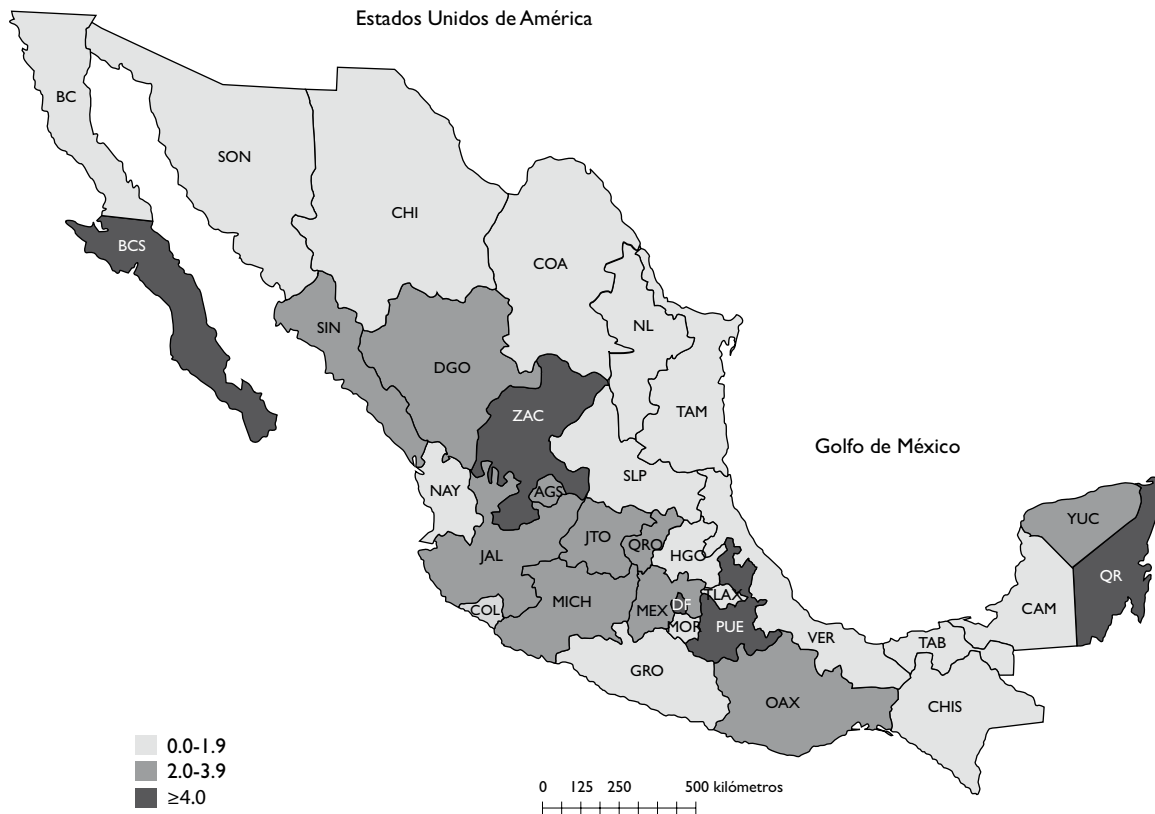 Estados Unidos de América
BC
SON
CHI
BCS
COA
SIN
NL
DGO
ZAC
TAM
Golfo de México
SLP
NAY
AGS
YUC
JTO
QRO
JAL
HGO
QR
TLAX
MICH
COL
MEX
DF
CAM
MOR
PUE
VER
TAB
GRO
OAX
CHIS
0.0-1.9
2.0-3.9
≥4.0
0 125 250 500 kilómetros